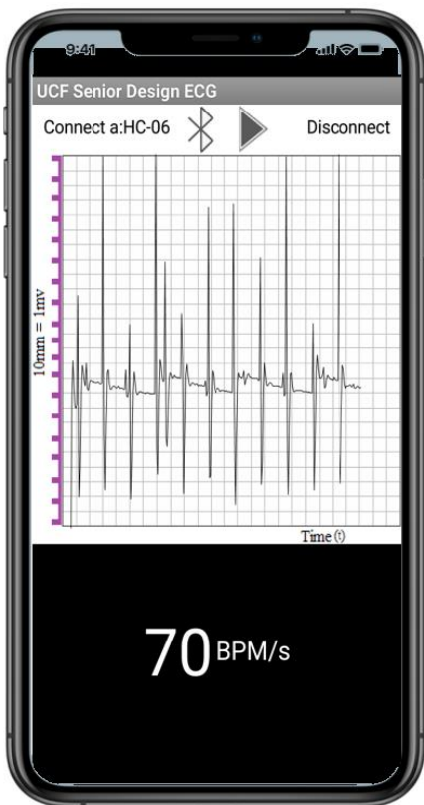 9:41
UCF Senior Design ECG
Connect a:HC-06 Disconnect
10mm = 1mv
Time (t)
70 BPM/s